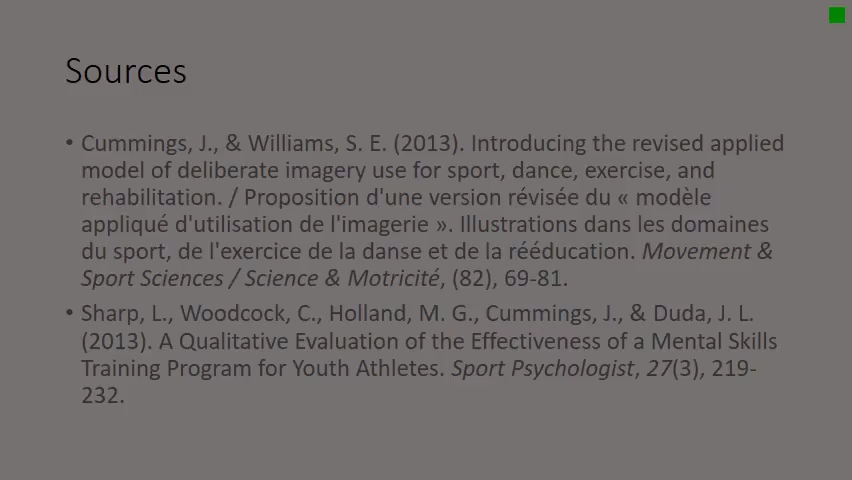 Sources
• Cummings, J., & Williams, S. E. (2013). Introducing the revised applied
model of deliberate imagery use for sport, dance, exercise, and
rehabilitation. / Proposition d'une version révisée du « modèle
appliqué d'utilisation de l'imagerie ». Illustrations dans les domaines
du sport, de l'exercice de la danse et de la rééducation. Movement &
Sport Sciences / Science & Motricité, (82), 69-81.
• Sharp, L., Woodcock, C., Holland, M. G., Cummings, J., & Duda, J. L.
(2013). A Qualitative Evaluation of the Effectiveness of a Mental Skills
Training Program for Youth Athletes. Sport Psychologist, 27(3), 219-
232.